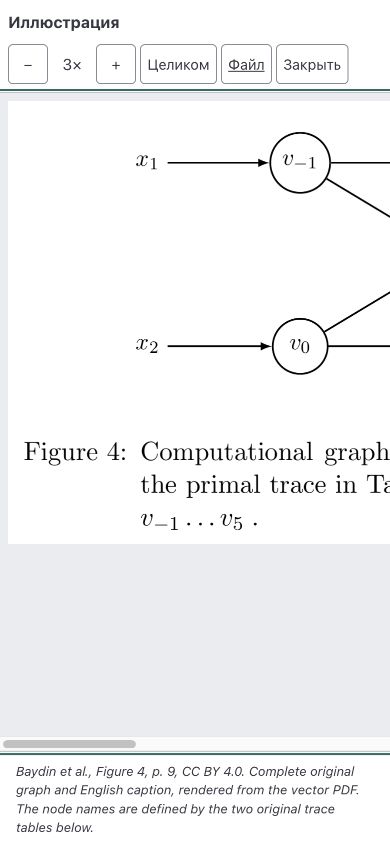 Иллюстрация
− 3× + Целиком Файл Закрыть
x₁ v₋₁
x₂ v₀
Figure 4: Computational graph
the primal trace in Ta
v₋₁ … v₅ .
Baydin et al., Figure 4, p. 9, CC BY 4.0. Complete original
graph and English caption, rendered from the vector PDF.
The node names are defined by the two original trace
tables below.